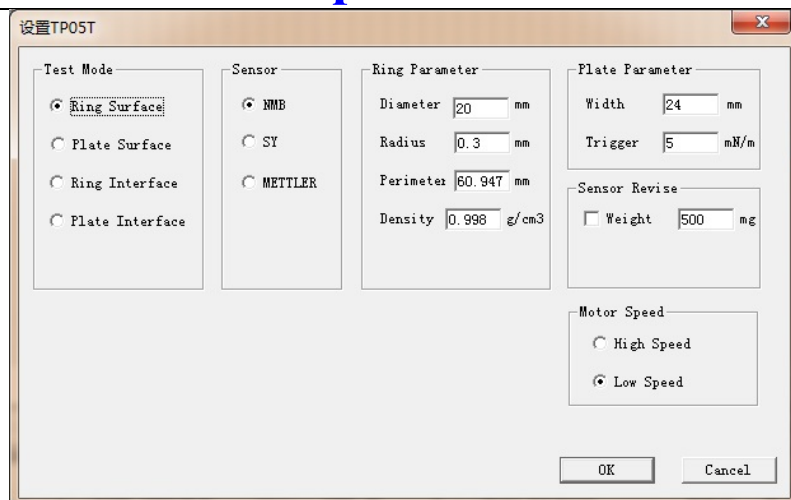 设置TP05T
Test Mode
Ring Surface
Plate Surface
Ring Interface
Plate Interface
Sensor
NMB
SY
METTLER
Ring Parameter
Diameter 20 mm
Radius 0.3 mm
Perimeter 60.947 mm
Density 0.998 g/cm3
Plate Parameter
Width 24 mm
Trigger 5 mN/m
Sensor Revise
Weight 500 mg
Motor Speed
High Speed
Low Speed
OK Cancel